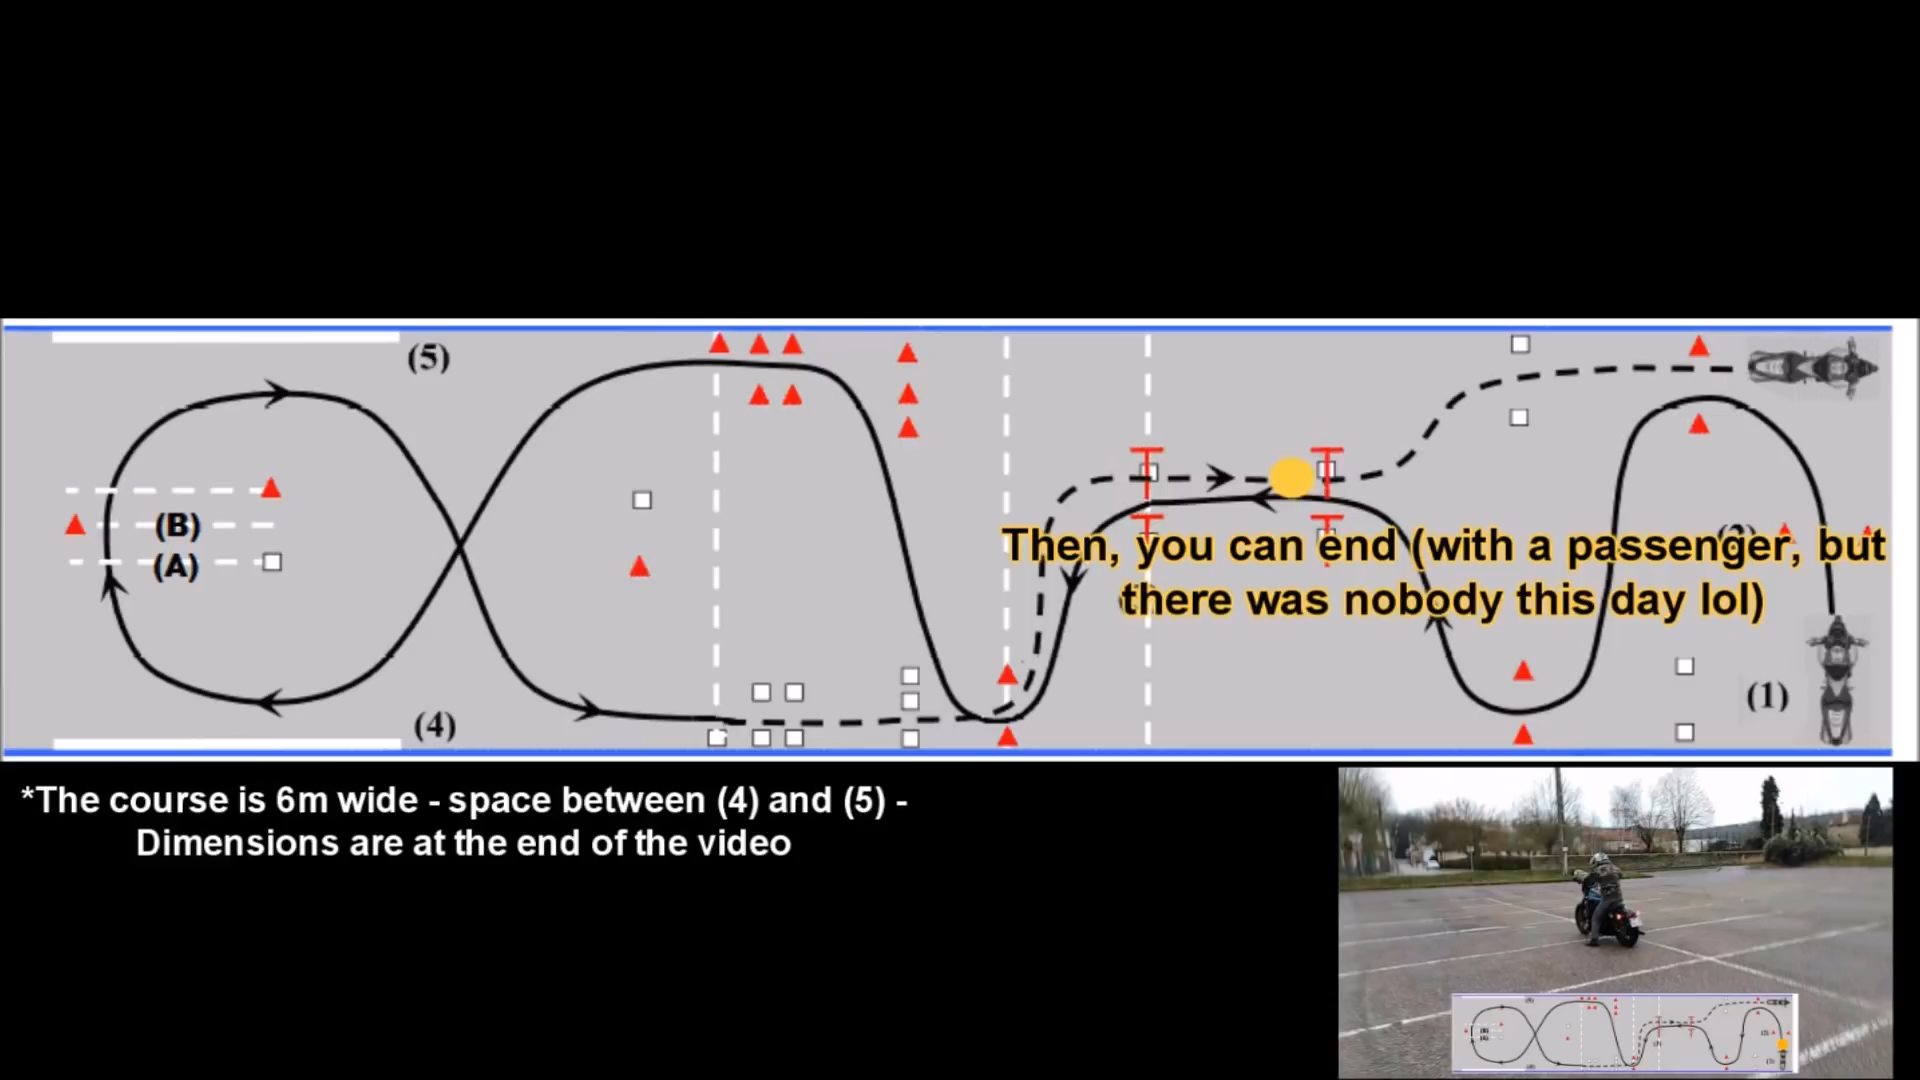 (5)
(B)
(A)
(4)
Then, you can end (with a passenger, but
there was nobody this day lol)
(1)
*The course is 6m wide - space between (4) and (5) -
Dimensions are at the end of the video